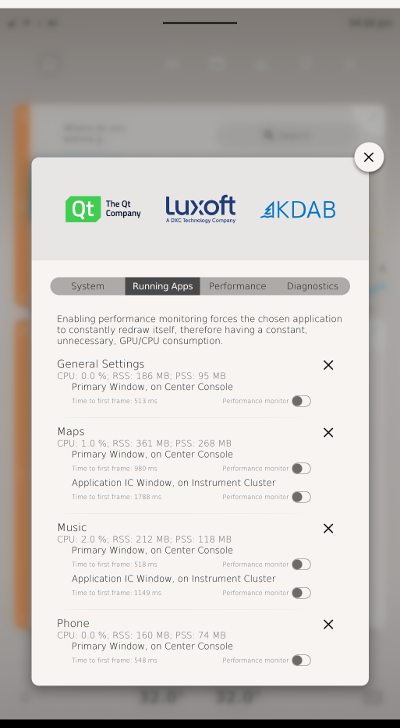 Qt The Qt Company
Luxoft
A DXC Technology Company
KDAB
System Running Apps Performance Diagnostics
Enabling performance monitoring forces the chosen application
to constantly redraw itself, therefore having a constant,
unnecessary, GPU/CPU consumption.
General Settings
CPU: 0.0 %; RSS: 186 MB; PSS: 95 MB
Primary Window, on Center Console
Time to first frame: 513 ms Performance monitor
Maps
CPU: 1.0 %; RSS: 361 MB; PSS: 268 MB
Primary Window, on Center Console
Time to first frame: 980 ms Performance monitor
Application IC Window, on Instrument Cluster
Time to first frame: 1788 ms Performance monitor
Music
CPU: 2.0 %; RSS: 212 MB; PSS: 118 MB
Primary Window, on Center Console
Time to first frame: 518 ms Performance monitor
Application IC Window, on Instrument Cluster
Time to first frame: 1149 ms Performance monitor
Phone
CPU: 0.0 %; RSS: 160 MB; PSS: 74 MB
Primary Window, on Center Console
Time to first frame: 548 ms Performance monitor
32.0° 32.0°